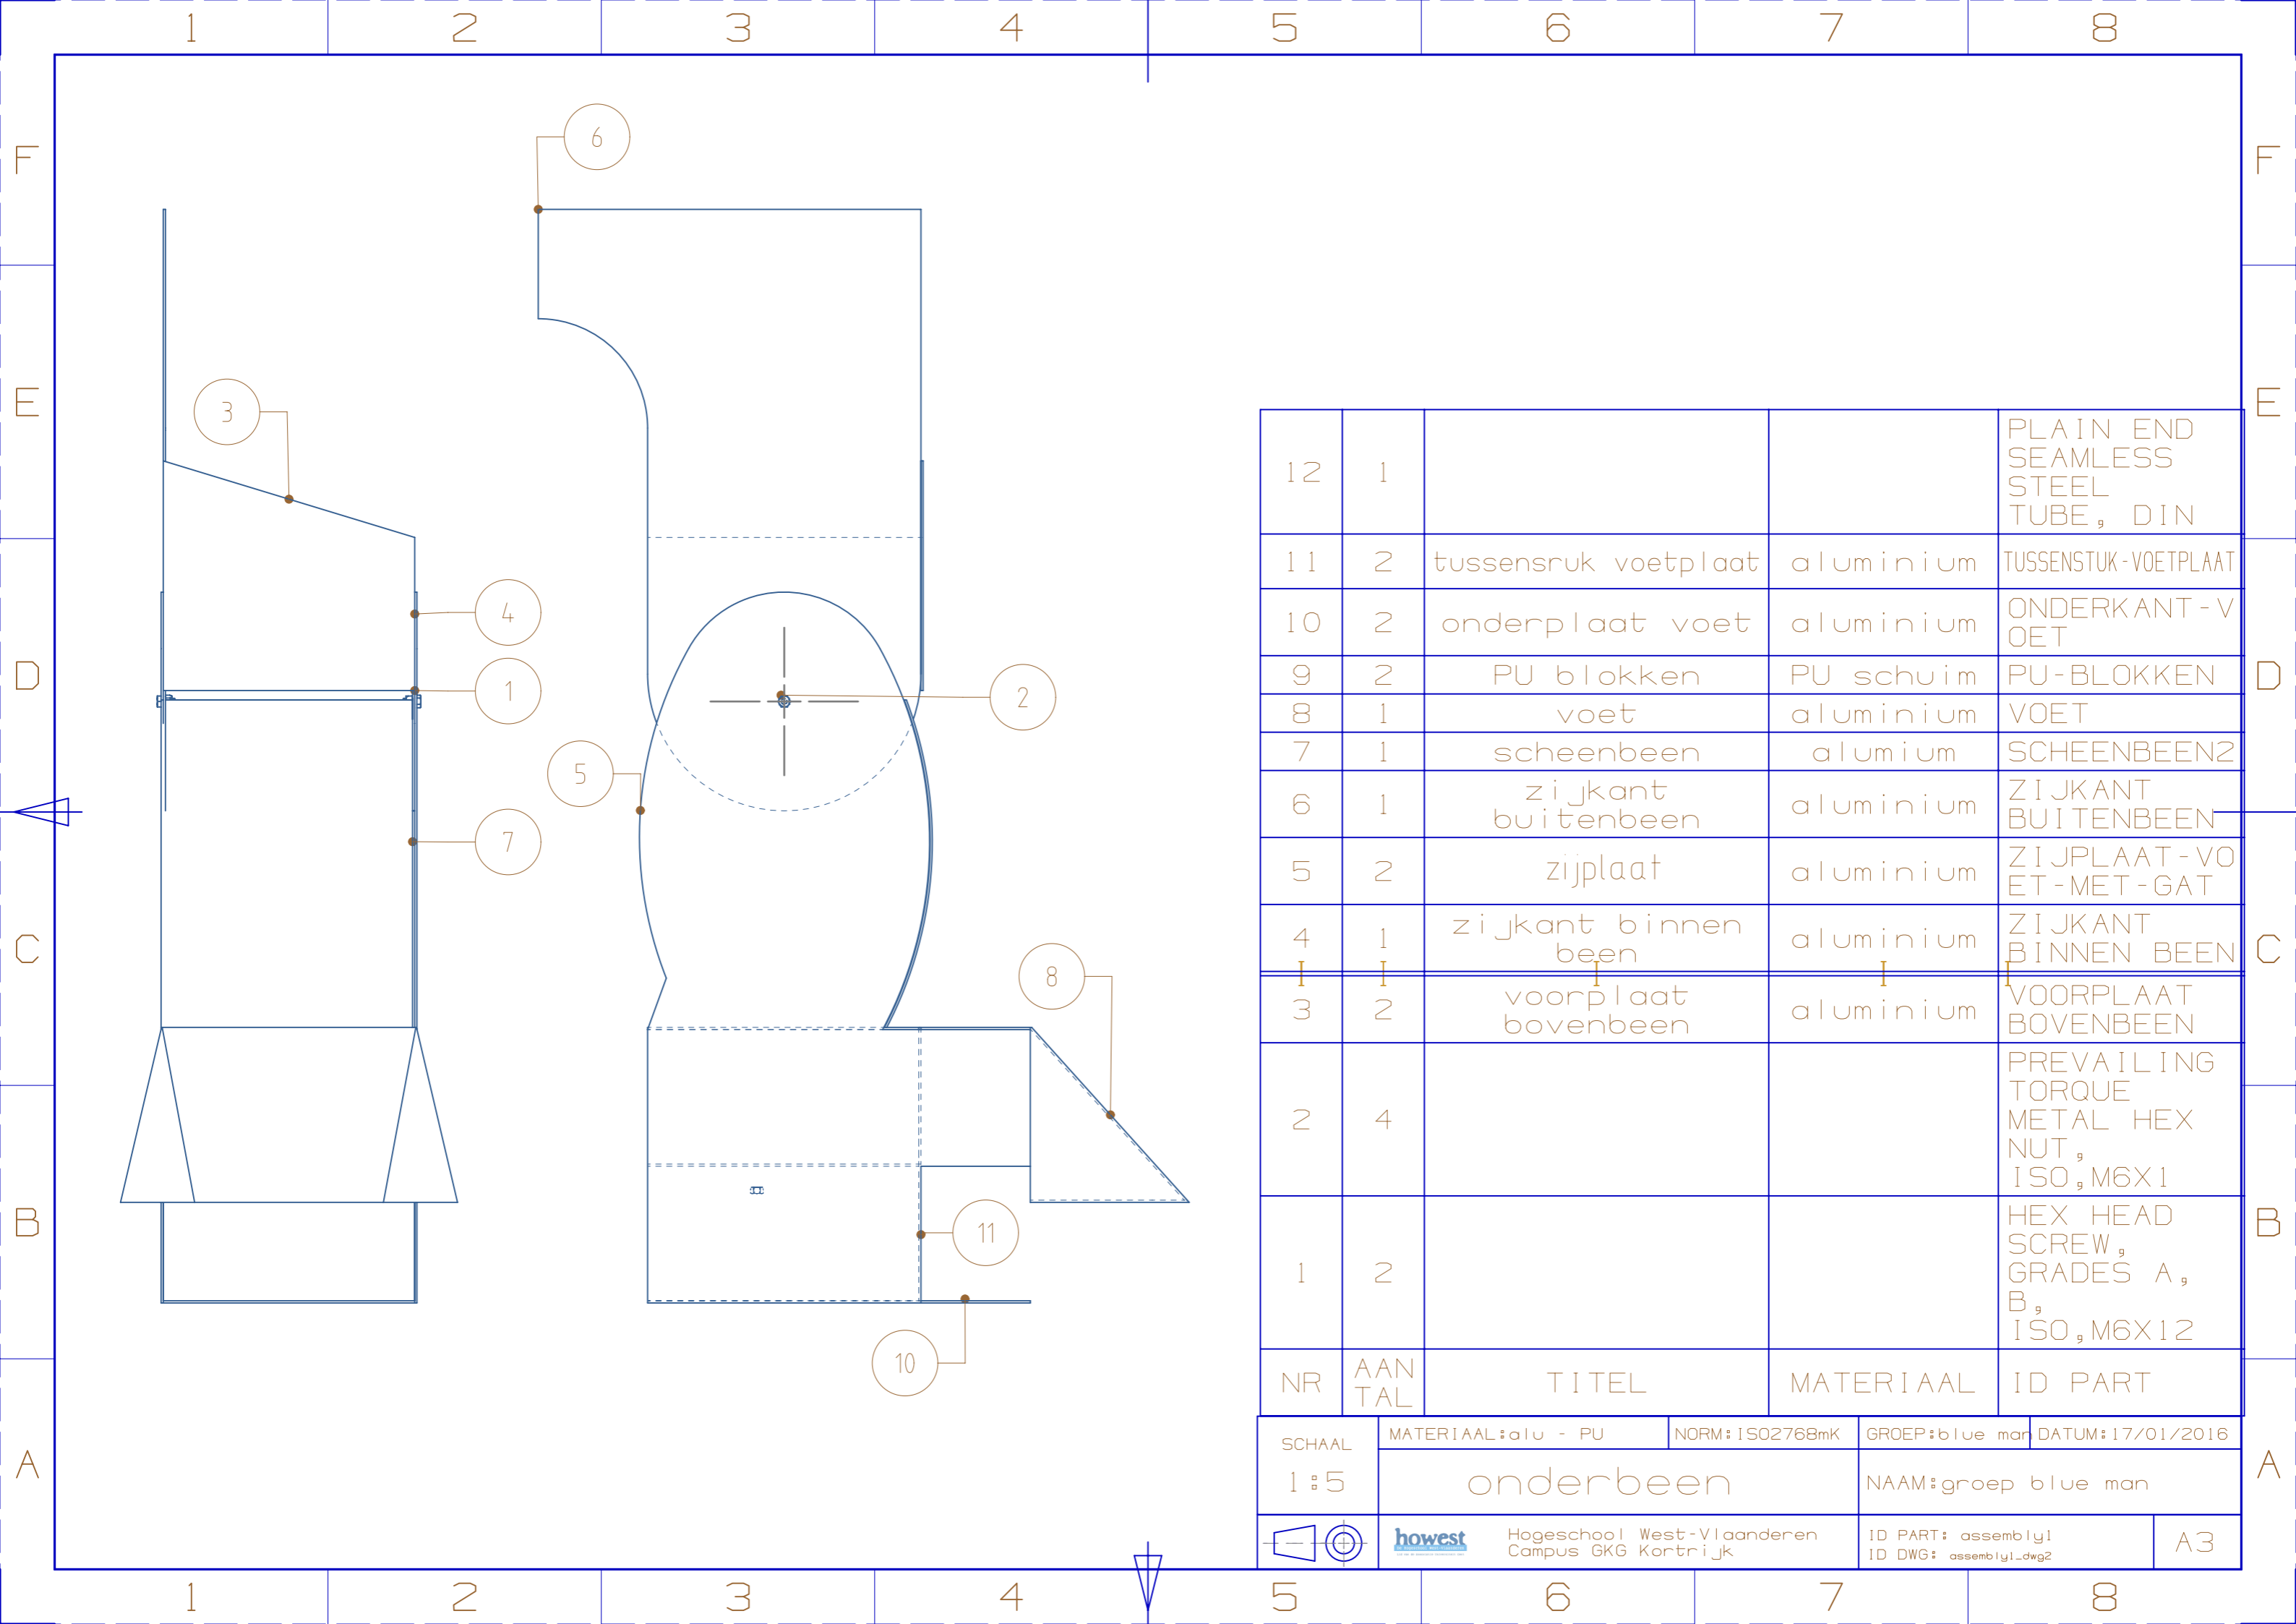 1 2 3 4 5 6 7 8
F F
6
E E
3
4
D D
1
2
5
7
C C
8
B B
11
10
A A
12 1 PLAIN END
SEAMLESS
STEEL
TUBE, DIN
11 2 tussensruk voetplaat aluminium TUSSENSTUK-VOETPLAAT
10 2 onderplaat voet aluminium ONDERKANT-V
OET
9 2 PU blokken PU schuim PU-BLOKKEN
8 1 voet aluminium VOET
7 1 scheenbeen alumium SCHEENBEEN2
6 1 zijkant
buitenbeen aluminium ZIJKANT
BUITENBEEN
5 2 zijplaat aluminium ZIJPLAAT-VO
ET-MET-GAT
4 1 zijkant binnen
been aluminium ZIJKANT
BINNEN BEEN
3 2 voorplaat
bovenbeen aluminium VOORPLAAT
BOVENBEEN
2 4 PREVAILING
TORQUE
METAL HEX
NUT,
ISO,M6X1
1 2 HEX HEAD
SCREW,
GRADES A,
B,
ISO,M6X12
NR AAN
TAL TITEL MATERIAAL ID PART
SCHAAL
1:5
MATERIAAL:alu - PU NORM:ISO2768mK GROEP:blue man DATUM:17/01/2016
onderbeen NAAM:groep blue man
howest
Hogeschool West-Vlaanderen
Campus GKG Kortrijk
ID PART: assembly1
ID DWG: assembly1_dwg2
A3
1 2 3 4 5 6 7 8